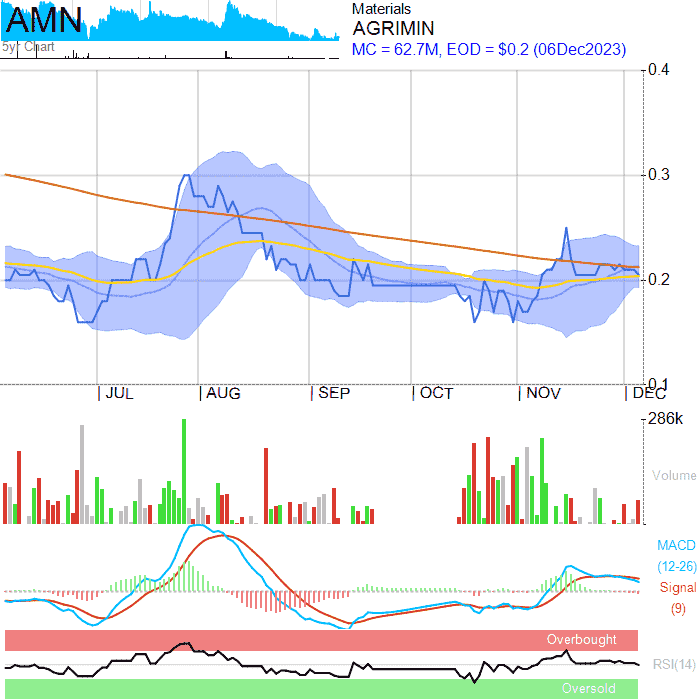 AMN
5yr Chart
Materials
AGRIMIN
MC = 62.7M, EOD = $0.2 (06Dec2023)
0.4
0.3
0.2
0.1
JUL
AUG
SEP
OCT
NOV
DEC
286k
Volume
MACD
(12-26)
Signal
(9)
Overbought
RSI(14)
Oversold